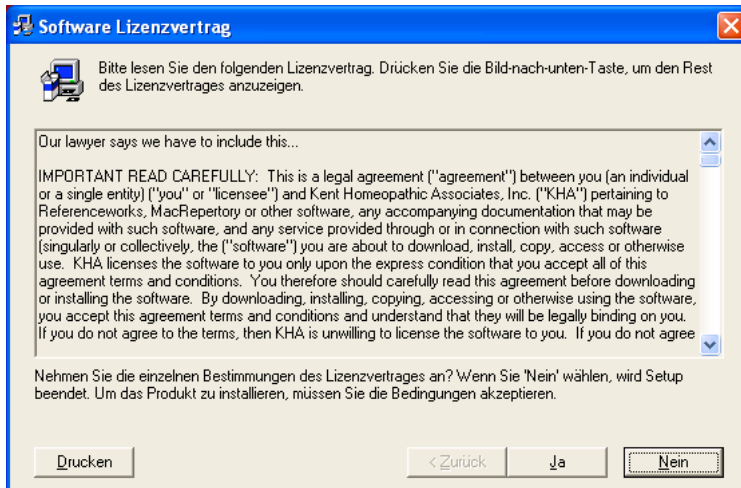 Software Lizenzvertrag
Bitte lesen Sie den folgenden Lizenzvertrag. Drücken Sie die Bild-nach-unten-Taste, um den Rest
des Lizenzvertrages anzuzeigen.
Our lawyer says we have to include this...
IMPORTANT READ CAREFULLY:  This is a legal agreement ("agreement") between you (an individual
or a single entity) ("you" or "licensee") and Kent Homeopathic Associates, Inc. ("KHA") pertaining to
Referenceworks, MacRepertory or other software, any accompanying documentation that may be
provided with such software, and any service provided through or in connection with such software
(singularly or collectively, the ("software") you are about to download, install, copy, access or otherwise
use.  KHA licenses the software to you only upon the express condition that you accept all of this
agreement terms and conditions.  You therefore should carefully read this agreement before downloading
or installing the software.  By downloading, installing, copying, accessing or otherwise using the software,
you accept this agreement terms and conditions and understand that they will be legally binding on you.
If you do not agree to the terms, then KHA is unwilling to license the software to you.  If you do not agree
Nehmen Sie die einzelnen Bestimmungen des Lizenzvertrages an? Wenn Sie 'Nein' wählen, wird Setup
beendet. Um das Produkt zu installieren, müssen Sie die Bedingungen akzeptieren.
Drucken
< Zurück
Ja
Nein